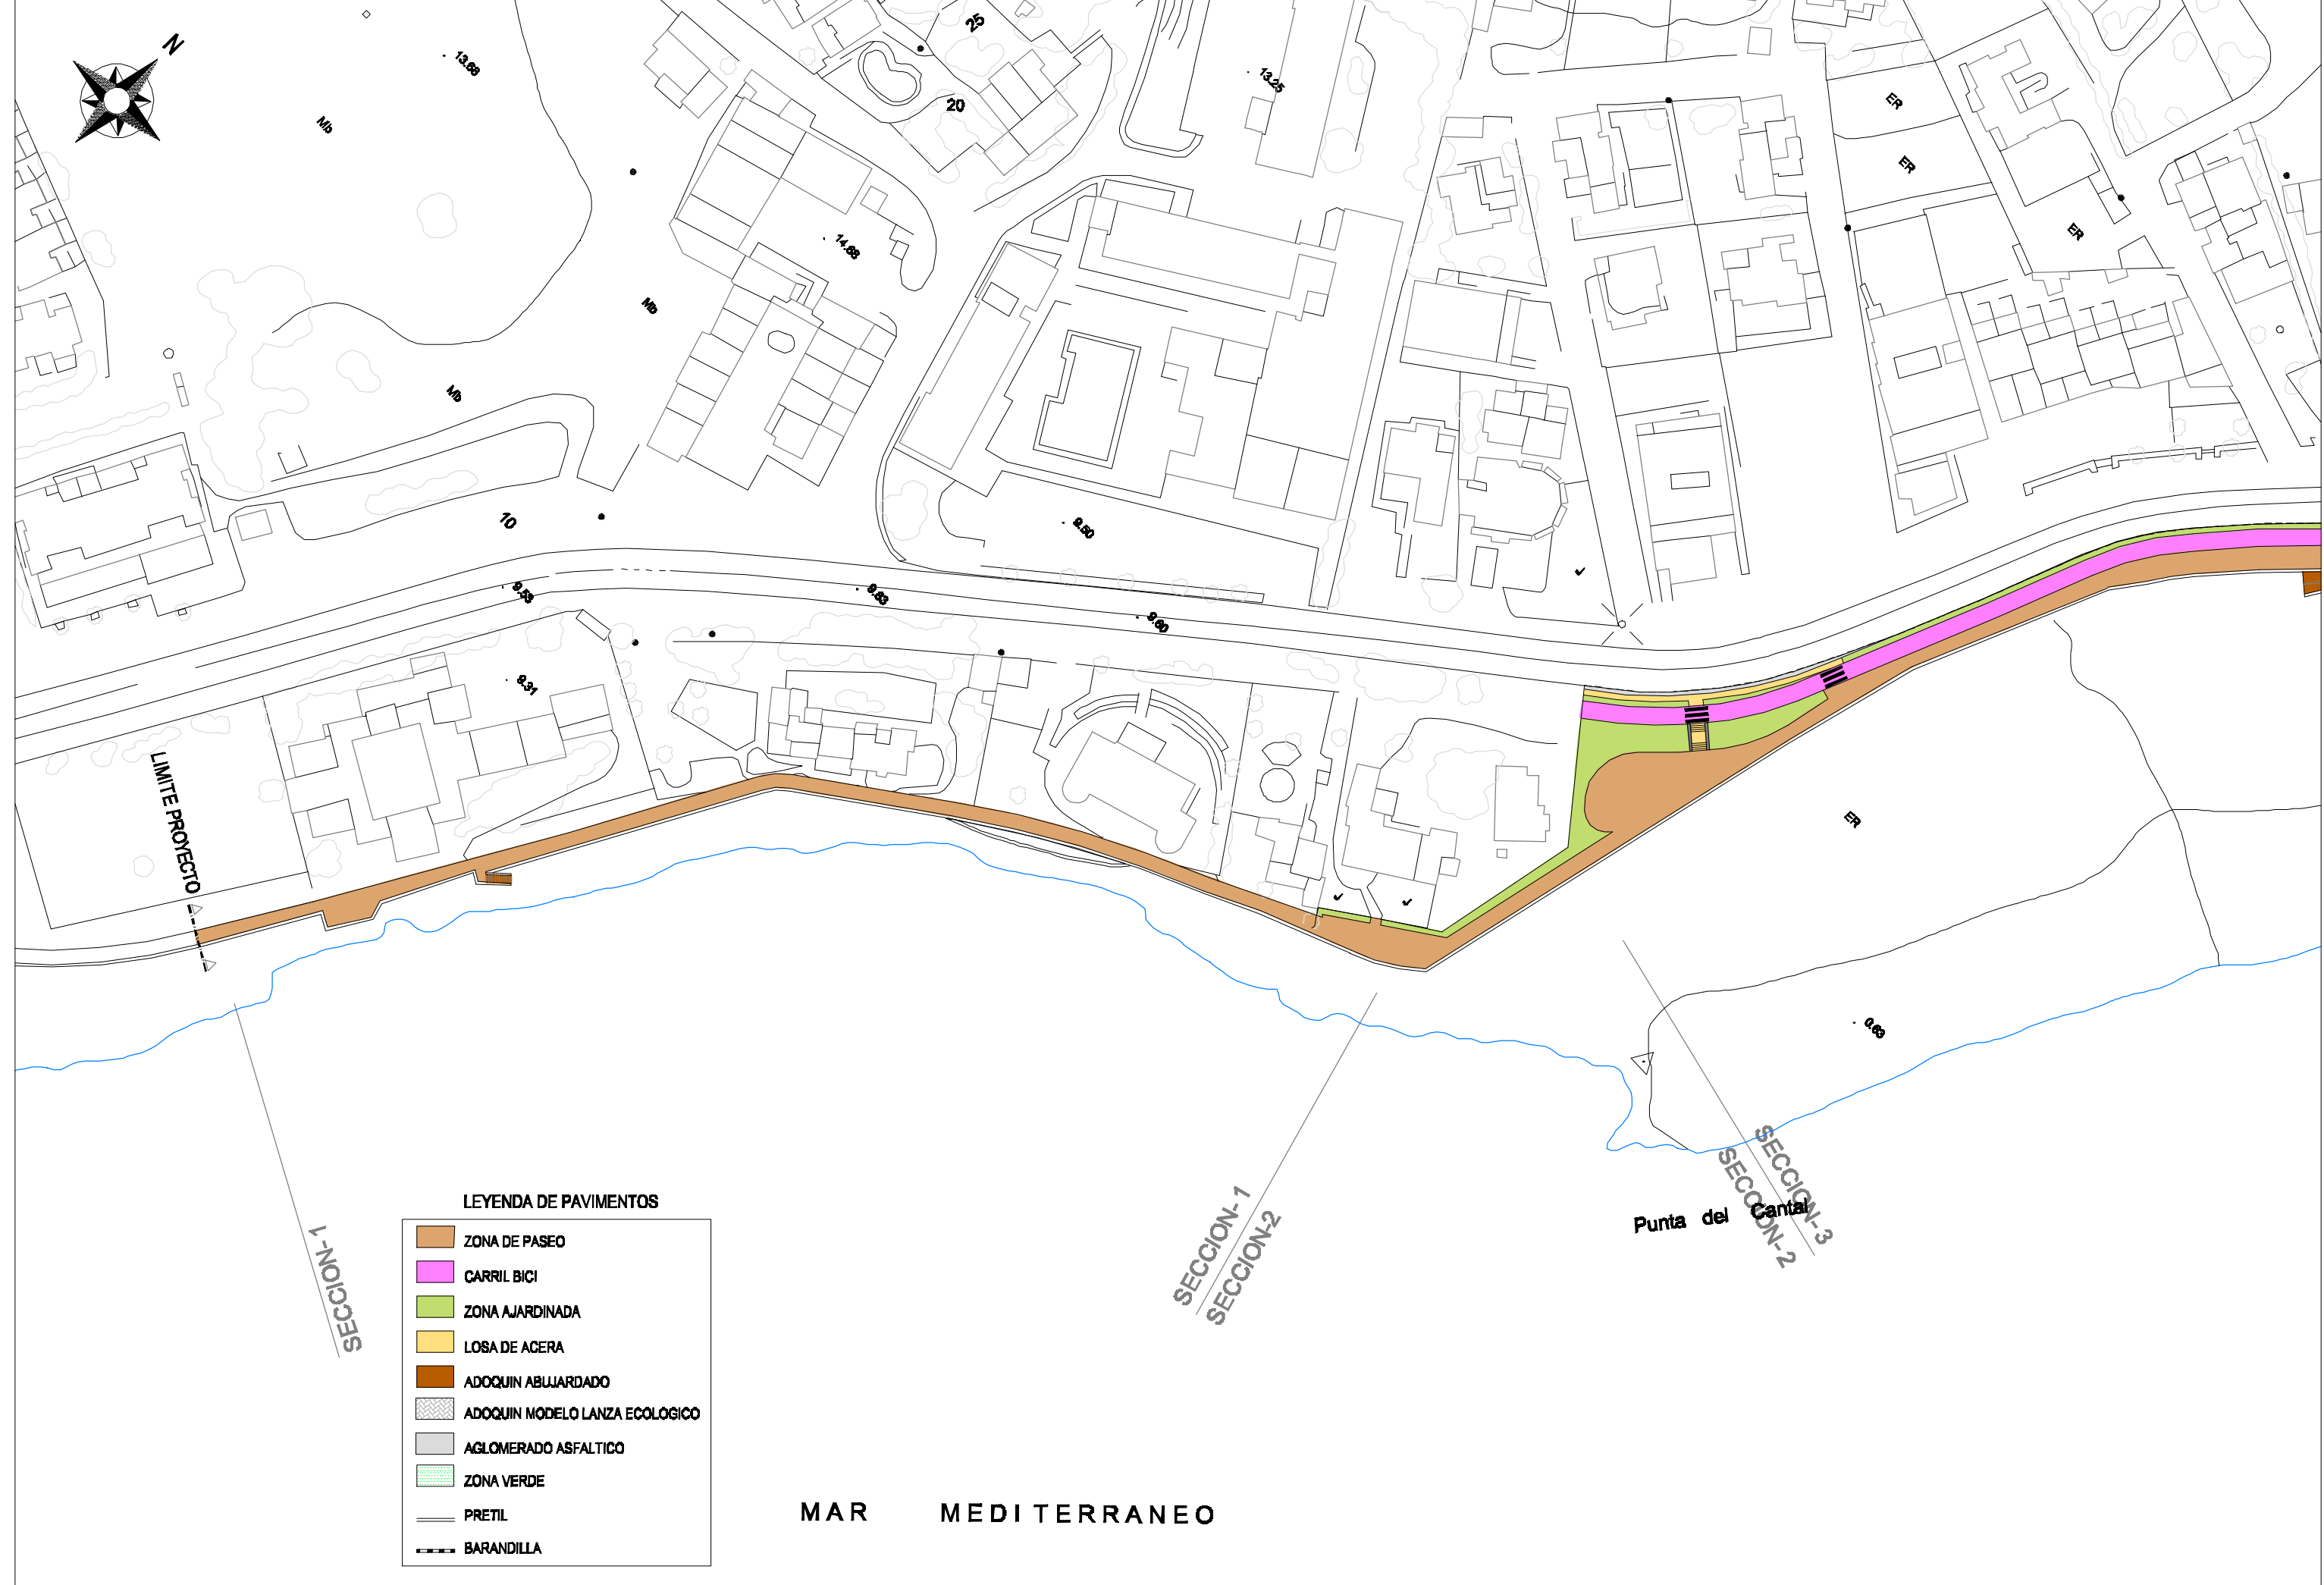 N
13.68
25
20
13.25
Mb
ER
ER
ER
14.68
Mb
Mb
10
9.50
9.53
9.63
9.60
9.31
LIMITE PROYECTO
ER
0.63
SECCION-1
SECCION-1
SECCION-2
SECCION-3
SECCION-2
Punta del Cantal
LEYENDA DE PAVIMENTOS
ZONA DE PASEO
CARRIL BICI
ZONA AJARDINADA
LOSA DE ACERA
ADOQUIN ABUJARDADO
ADOQUIN MODELO LANZA ECOLOGICO
AGLOMERADO ASFALTICO
ZONA VERDE
PRETIL
BARANDILLA
MAR MEDITERRANEO